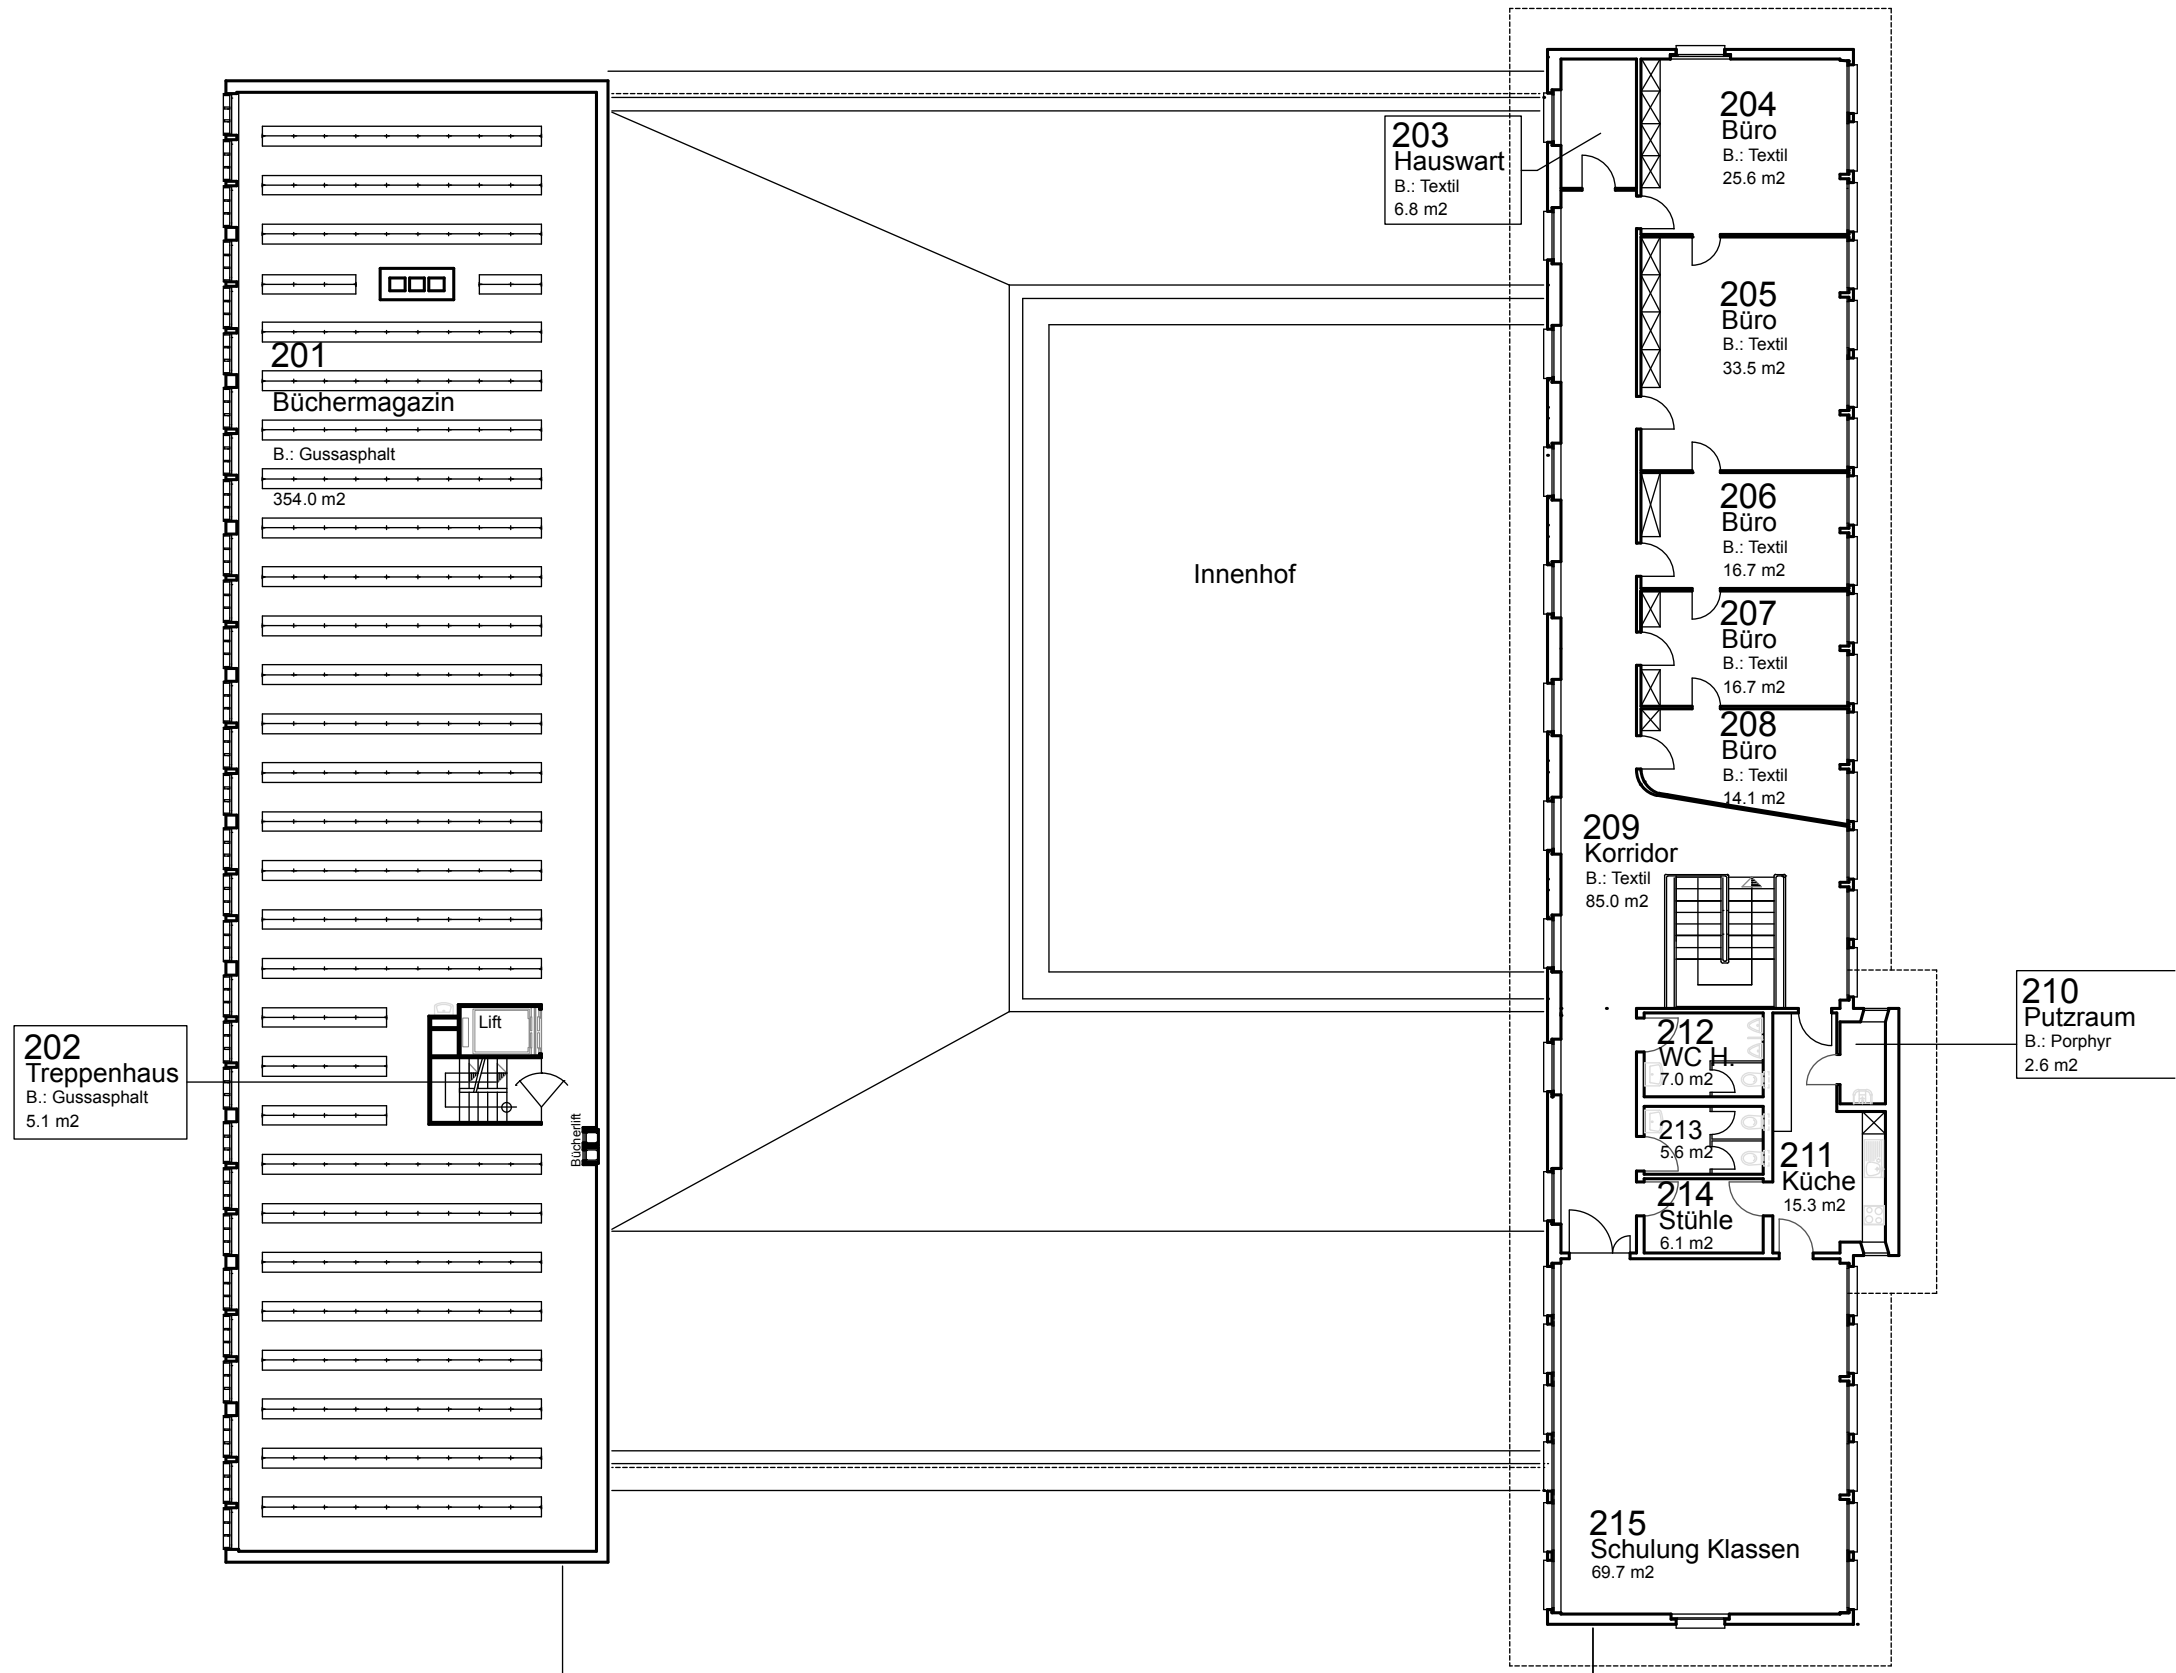 201
Büchermagazin
B.: Gussasphalt
354.0 m2
202
Treppenhaus
B.: Gussasphalt
5.1 m2
Lift
Bücherlift
Innenhof
203
Hauswart
B.: Textil
6.8 m2
204
Büro
B.: Textil
25.6 m2
205
Büro
B.: Textil
33.5 m2
206
Büro
B.: Textil
16.7 m2
207
Büro
B.: Textil
16.7 m2
208
Büro
B.: Textil
14.1 m2
209
Korridor
B.: Textil
85.0 m2
210
Putzraum
B.: Porphyr
2.6 m2
212
WC H.
7.0 m2
213
5.6 m2
211
Küche
15.3 m2
214
Stühle
6.1 m2
215
Schulung Klassen
69.7 m2